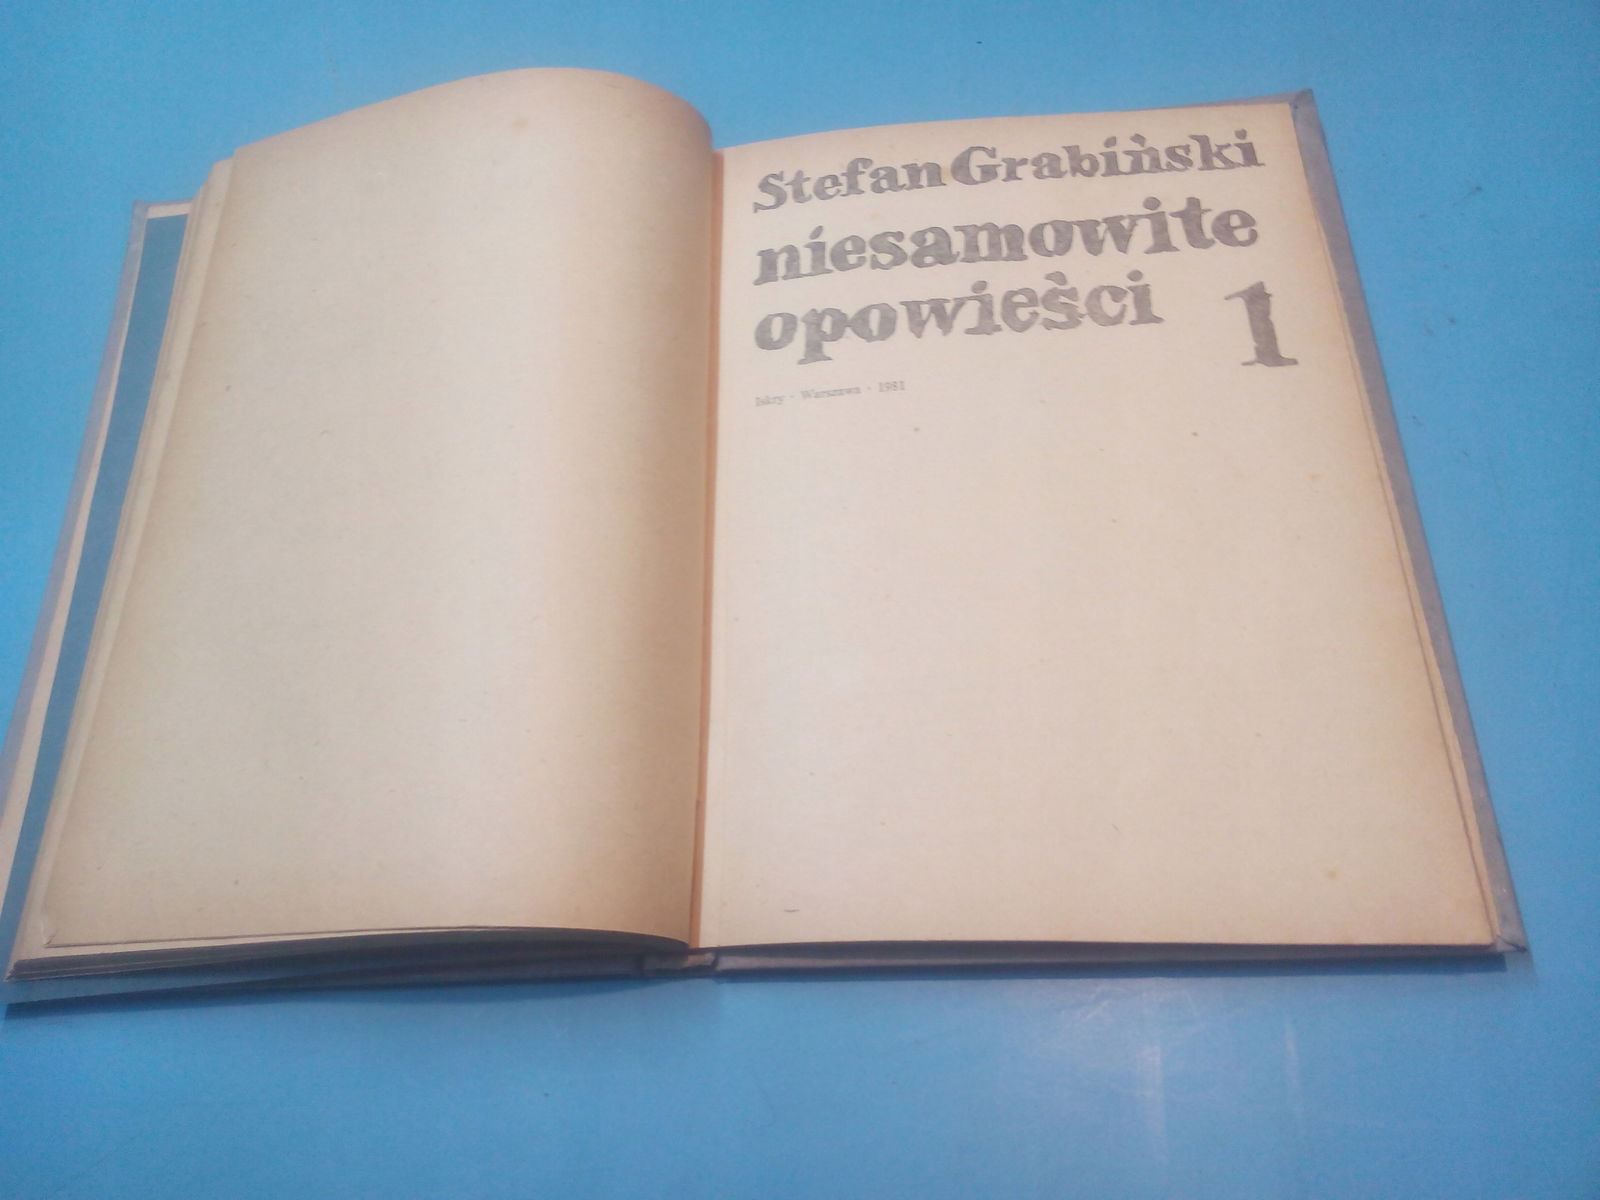 Stefan Grabiński
niesamowite
opowieści 1
Iskry · Warszawa · 1981